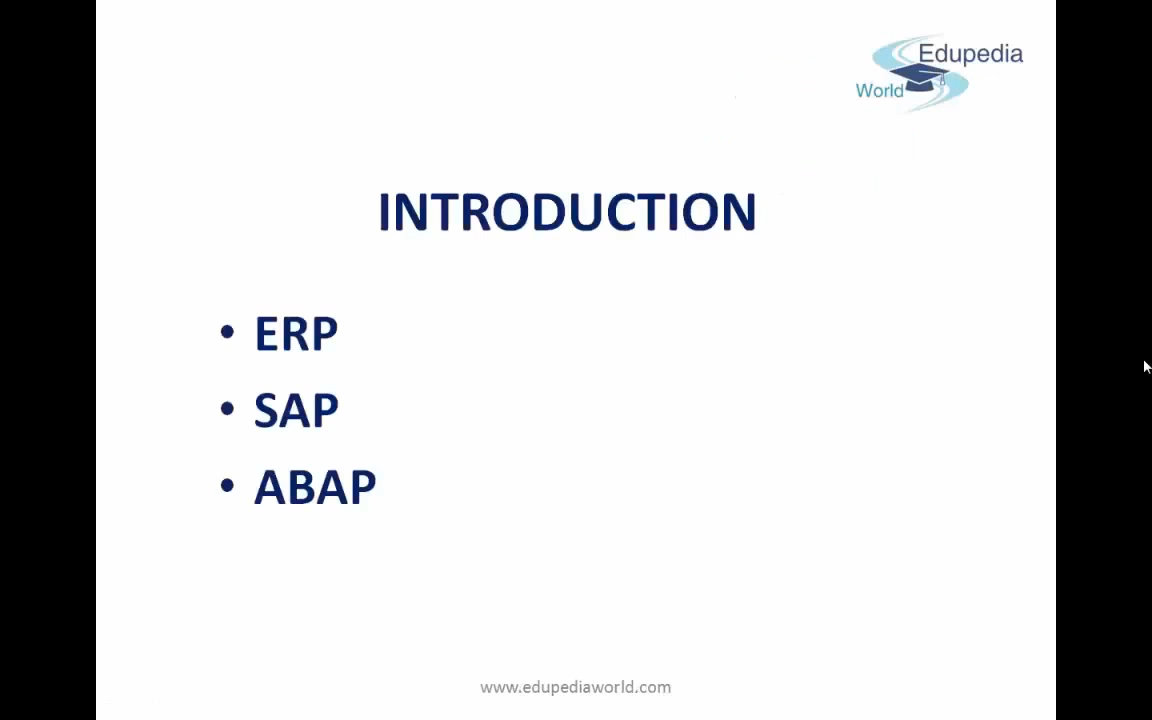 Edupedia
World
INTRODUCTION
• ERP
• SAP
• ABAP
www.edupediaworld.com